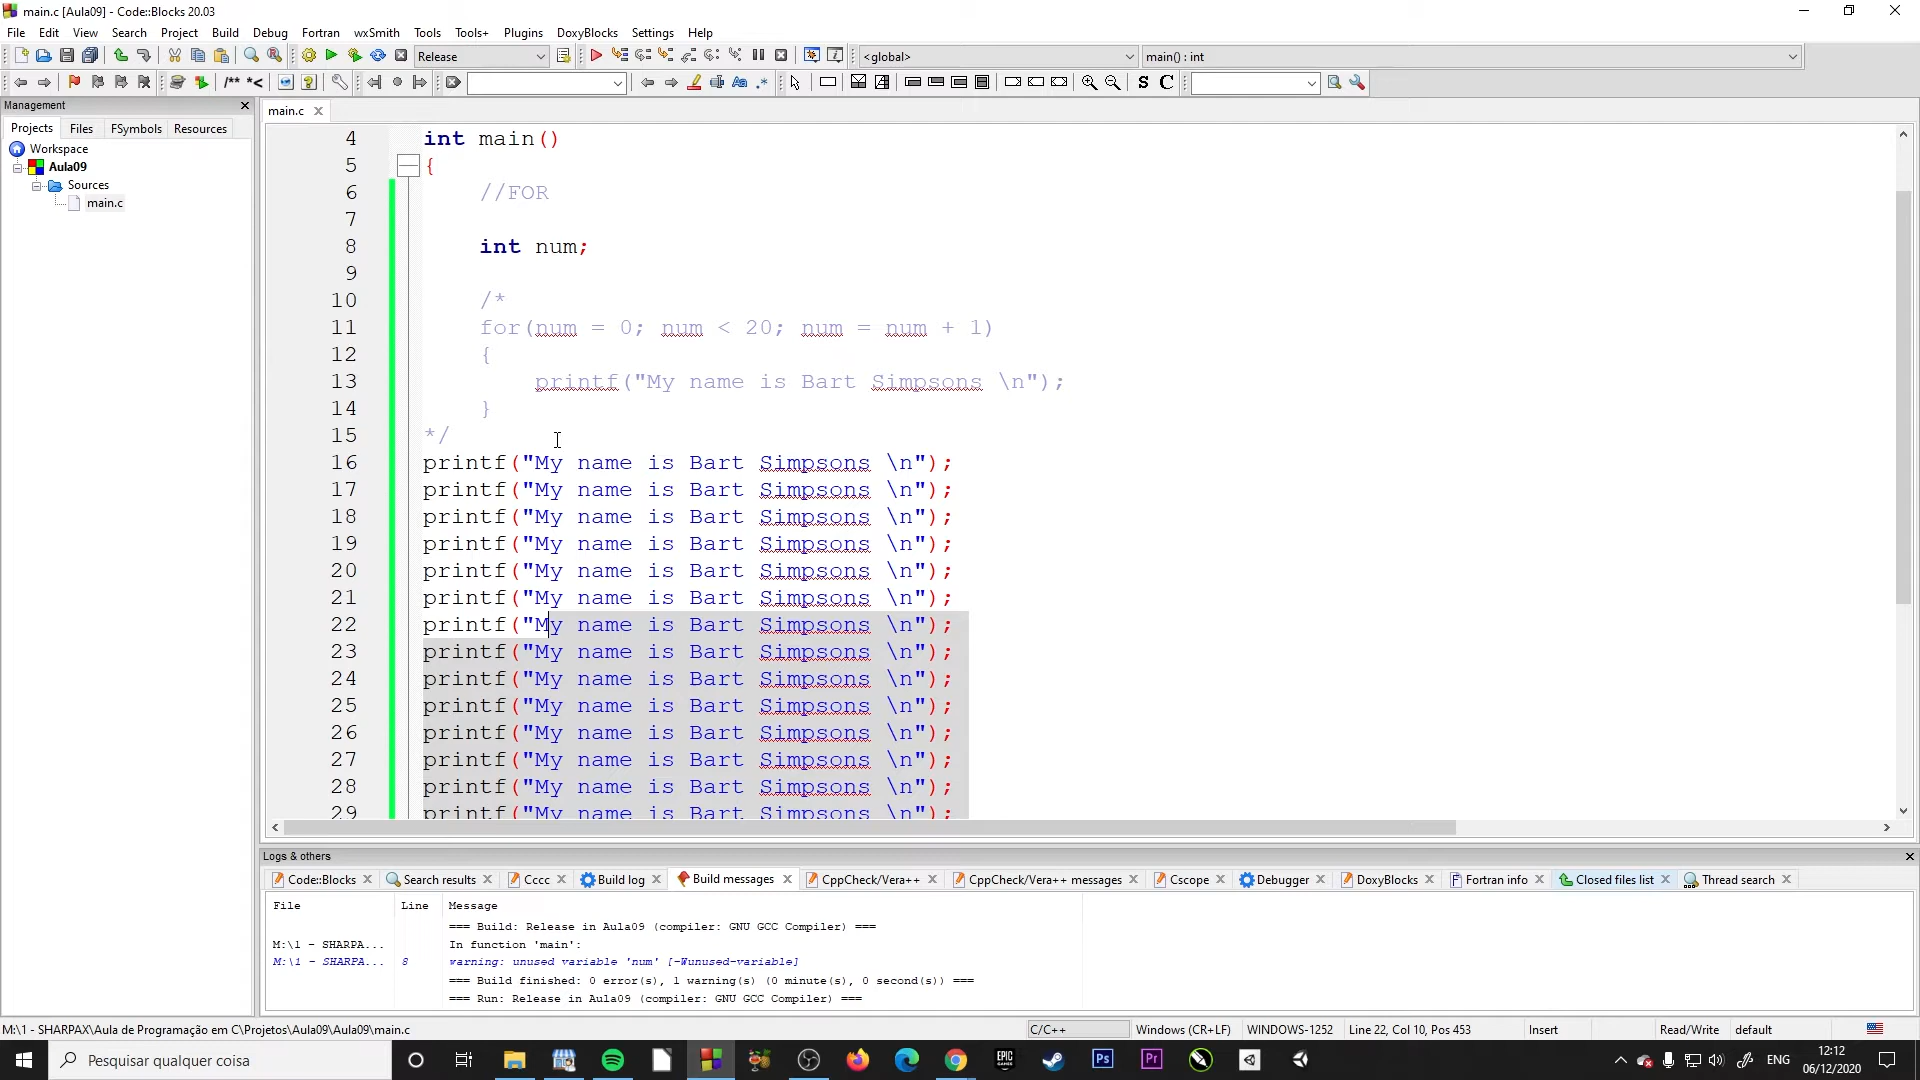 main.c [Aula09] - Code::Blocks 20.03
File Edit View Search Project Build Debug Fortran wxSmith Tools Tools+ Plugins DoxyBlocks Settings Help
Release <global> main() : int
/** *< Aa .* S C
Management
main.c
Projects Files FSymbols Resources
Workspace
Aula09
Sources
main.c
4 int main()
5 {
6 //FOR
7
8 int num;
9
10 /*
11 for(num = 0; num < 20; num = num + 1)
12 {
13 printf("My name is Bart Simpsons \n");
14 }
15 */
16 printf("My name is Bart Simpsons \n");
17 printf("My name is Bart Simpsons \n");
18 printf("My name is Bart Simpsons \n");
19 printf("My name is Bart Simpsons \n");
20 printf("My name is Bart Simpsons \n");
21 printf("My name is Bart Simpsons \n");
22 printf("My name is Bart Simpsons \n");
23 printf("My name is Bart Simpsons \n");
24 printf("My name is Bart Simpsons \n");
25 printf("My name is Bart Simpsons \n");
26 printf("My name is Bart Simpsons \n");
27 printf("My name is Bart Simpsons \n");
28 printf("My name is Bart Simpsons \n");
29 printf("My name is Bart Simpsons \n");
Logs & others
Code::Blocks Search results Cccc Build log Build messages CppCheck/Vera++ CppCheck/Vera++ messages Cscope Debugger DoxyBlocks Fortran info Closed files list Thread search
File Line Message
=== Build: Release in Aula09 (compiler: GNU GCC Compiler) ===
M:\1 - SHARPA... In function 'main':
M:\1 - SHARPA... 8 warning: unused variable 'num' [-Wunused-variable]
=== Build finished: 0 error(s), 1 warning(s) (0 minute(s), 0 second(s)) ===
=== Run: Release in Aula09 (compiler: GNU GCC Compiler) ===
M:\1 - SHARPAX\Aula de Programação em C\Projetos\Aula09\Aula09\main.c C/C++ Windows (CR+LF) WINDOWS-1252 Line 22, Col 10, Pos 453 Insert Read/Write default
Pesquisar qualquer coisa EPIC GAMES Ps Pr ENG 12:12
06/12/2020